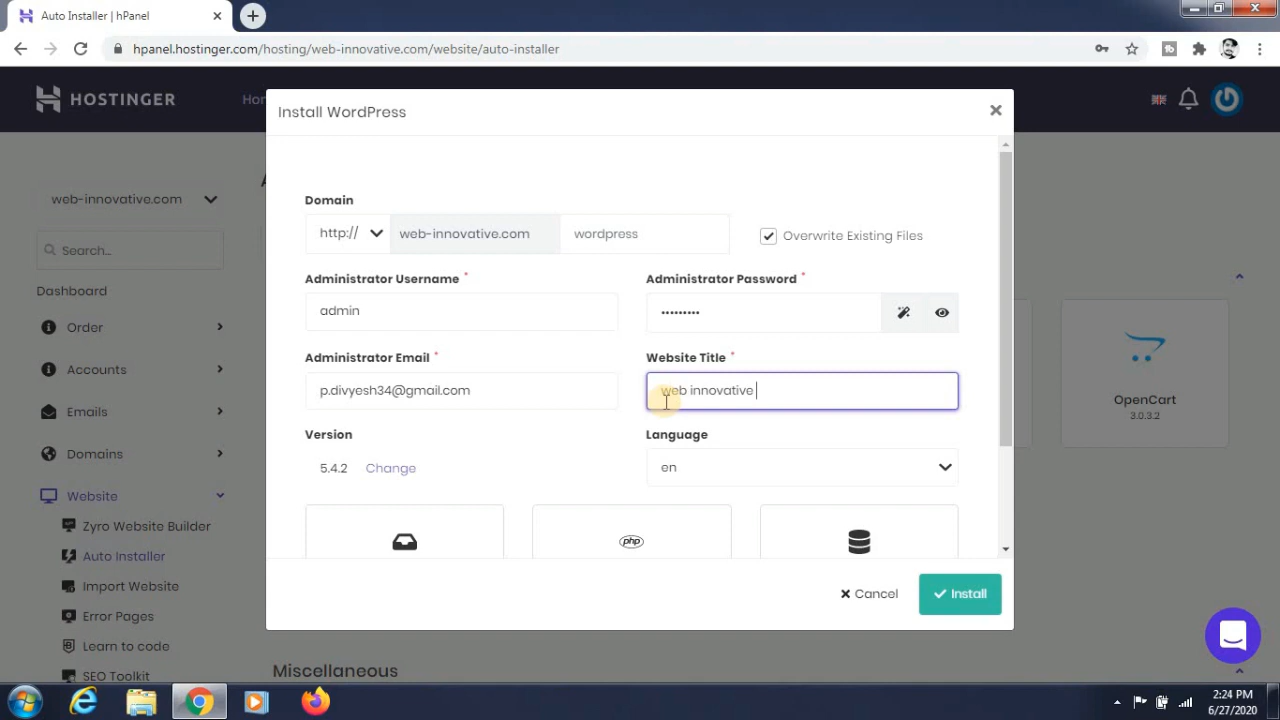 Auto Installer | hPanel
hpanel.hostinger.com/hosting/web-innovative.com/website/auto-installer
HOSTINGER
Hom
Install WordPress
web-innovative.com
Search...
Dashboard
Order
Accounts
Emails
Domains
Website
Zyro Website Builder
Auto Installer
Import Website
Error Pages
Learn to code
SEO Toolkit
Domain
http:// web-innovative.com wordpress
Overwrite Existing Files
Administrator Username *
Administrator Password *
admin
•••••••••
Administrator Email *
Website Title *
p.divyesh34@gmail.com
web innovative
Version
Language
5.4.2 Change
en
php
Cancel
Install
OpenCart
3.0.3.2
Miscellaneous
2:24 PM
6/27/2020